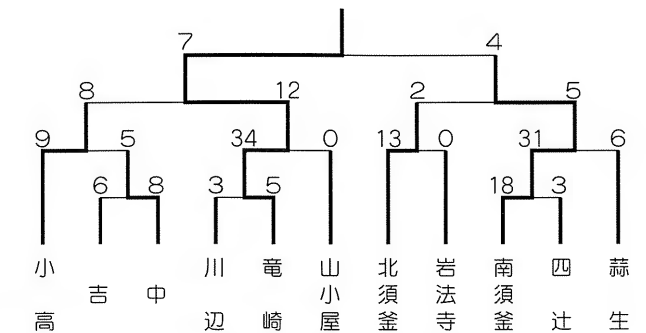 7 4
8 12 2 5
9 5 34 0 13 0 31 6
6 8 3 5 18 3
小高
吉
中
川辺
竜崎
山小屋
北須釜
岩法寺
南須釜
四辻
蒜生